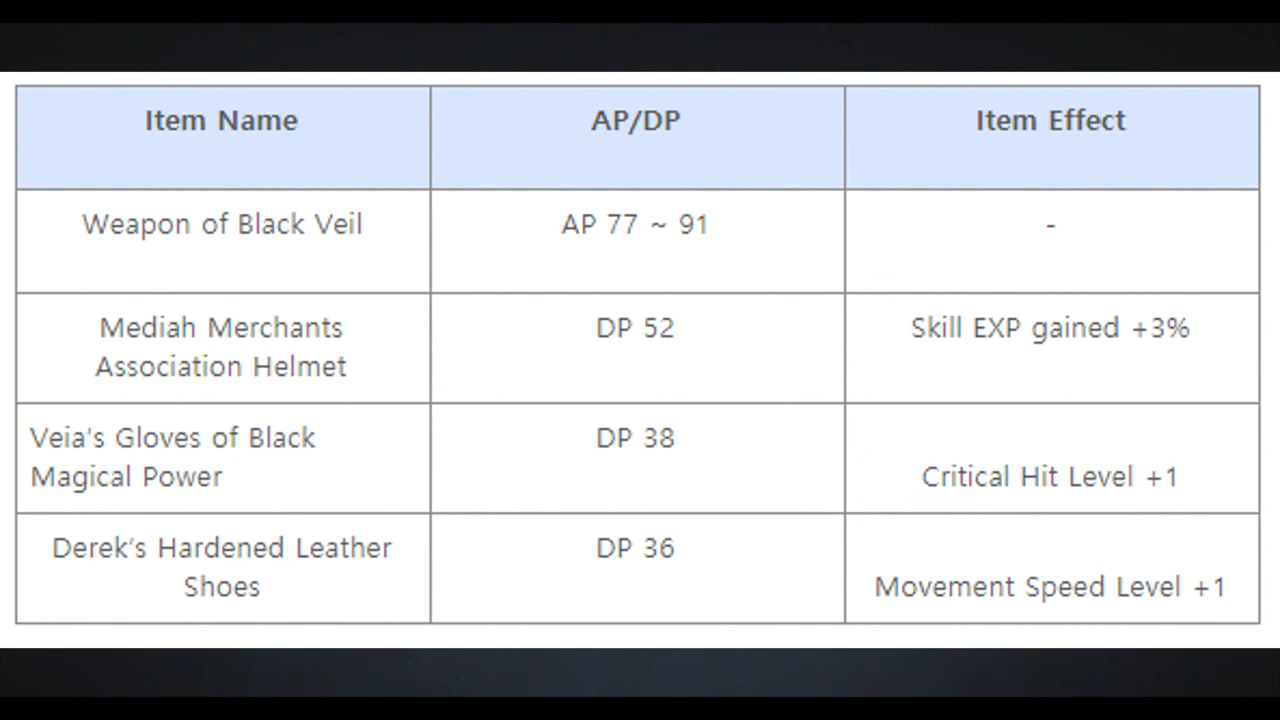 Item Name
AP/DP
Item Effect
Weapon of Black Veil
AP 77 ~ 91
-
Mediah Merchants
Association Helmet
DP 52
Skill EXP gained +3%
Veia’s Gloves of Black
Magical Power
DP 38
Critical Hit Level +1
Derek’s Hardened Leather
Shoes
DP 36
Movement Speed Level +1